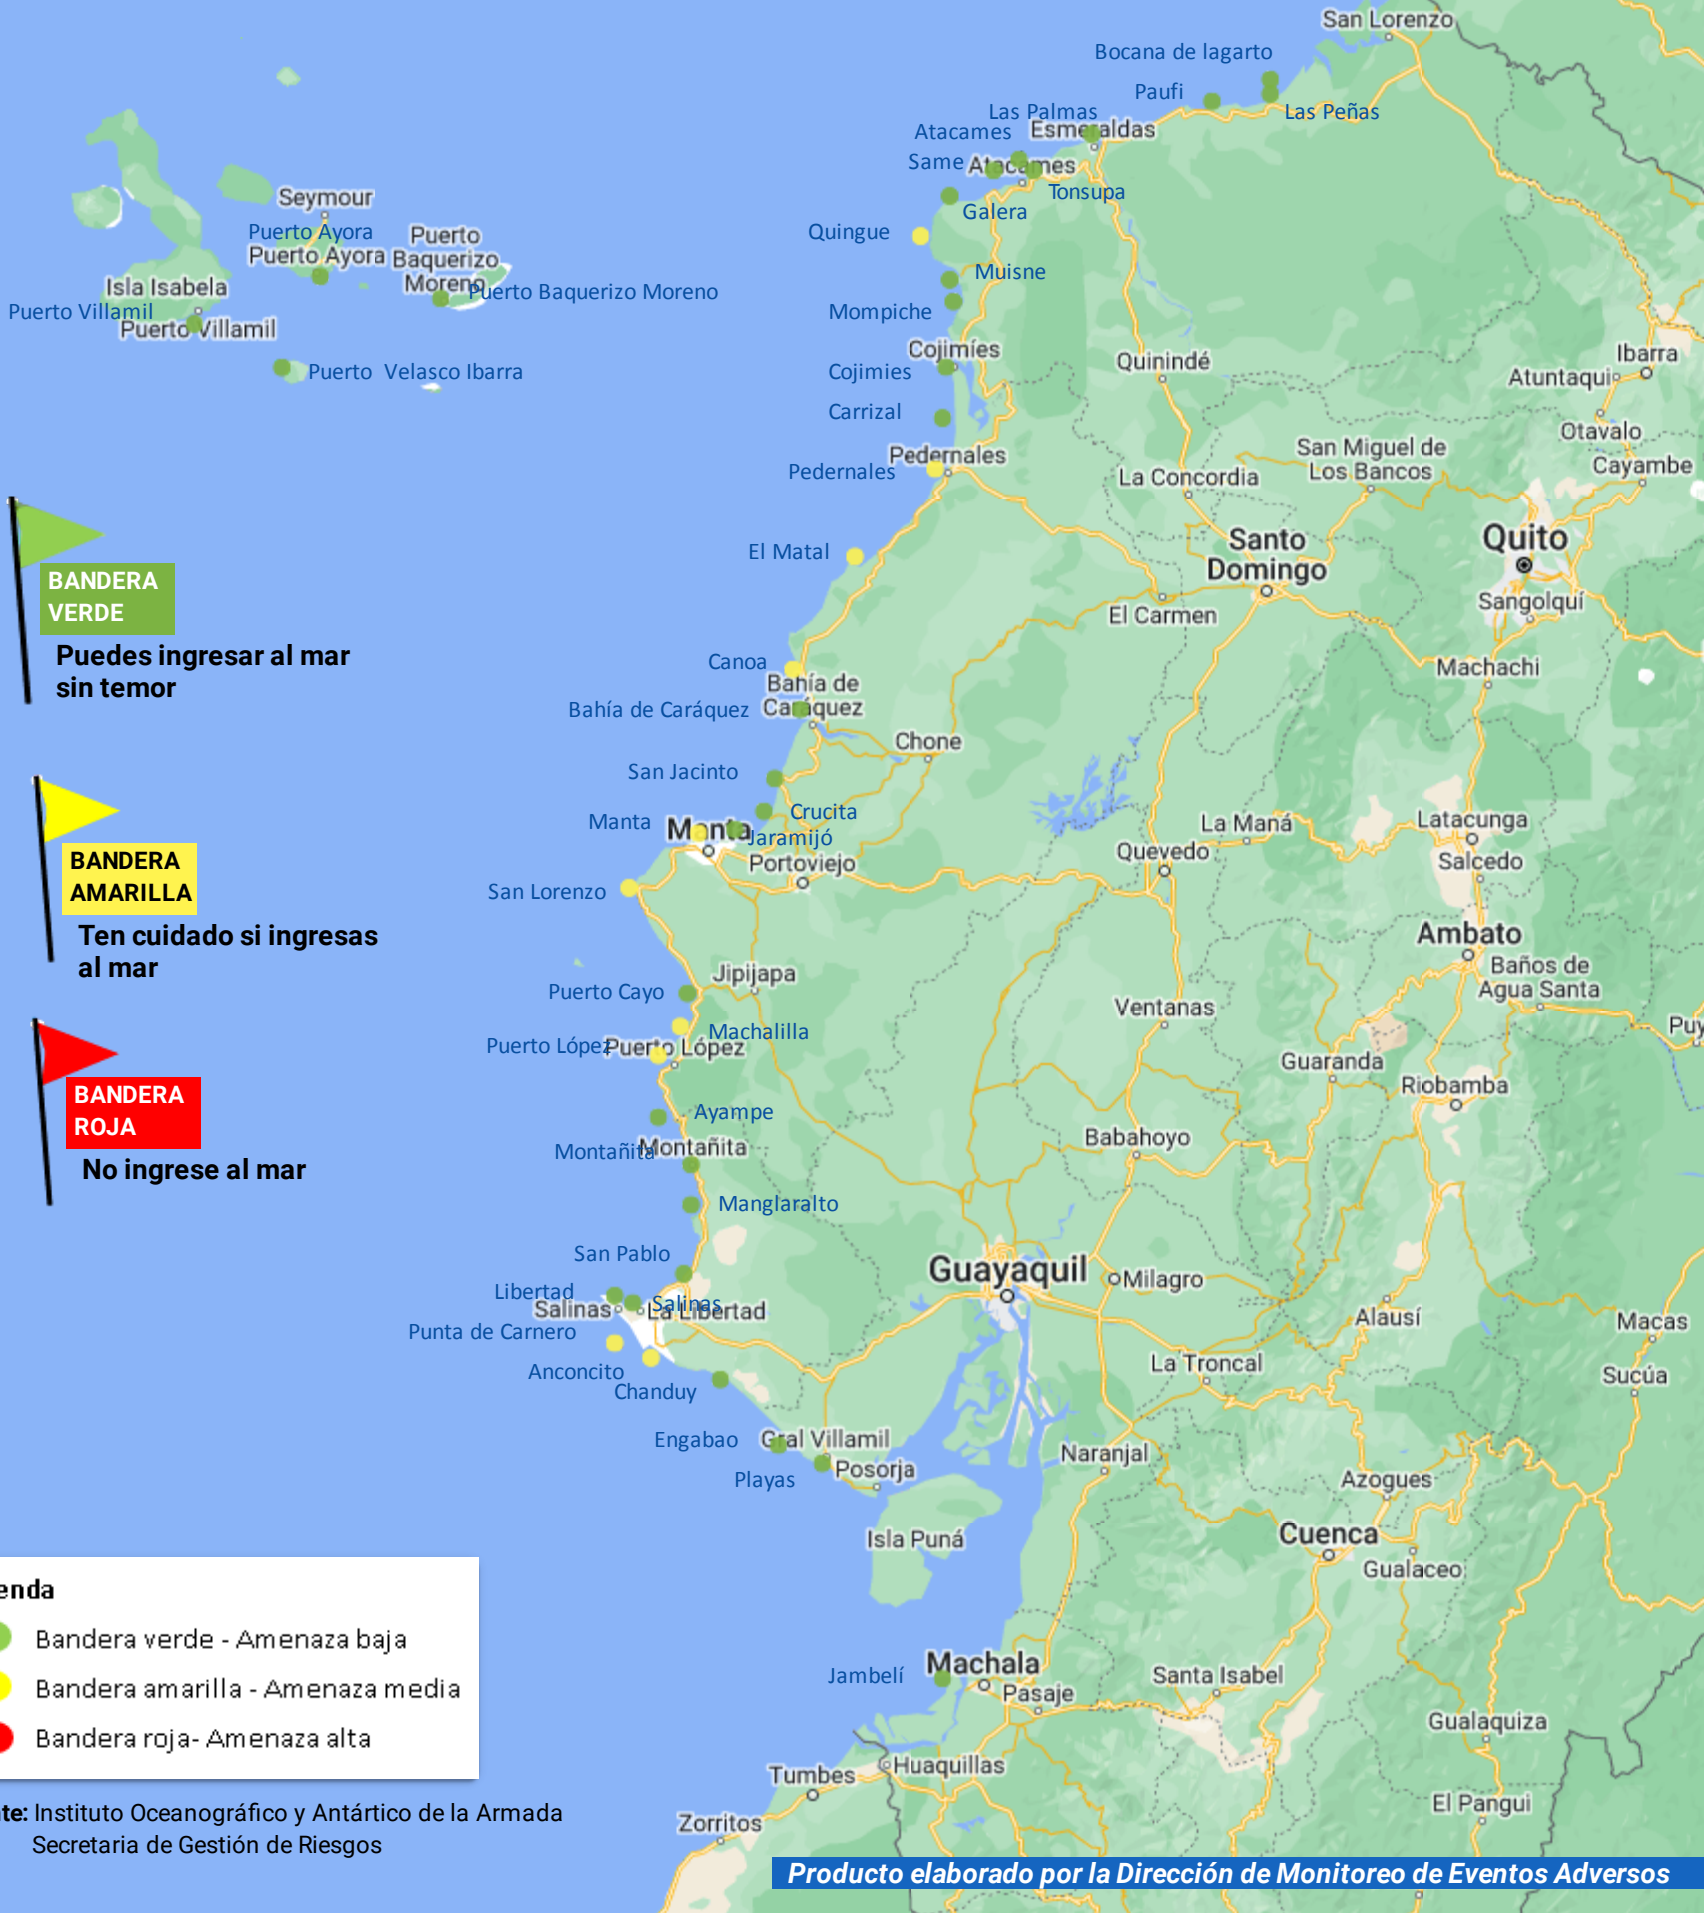 San Lorenzo
Bocana de lagarto
Paufi
Las Palmas
Las Peñas
Atacames
Esmeraldas
Same
Atacames
Tonsupa
Galera
Quingue
Muisne
Mompiche
Cojimíes
Cojimies
Carrizal
Pedernales
Pedernales
Quinindé
Ibarra
Atuntaqui
Otavalo
San Miguel de
Los Bancos
Cayambe
La Concordia
Seymour
Puerto Ayora
Puerto Ayora
Puerto
Baquerizo
Moreno
Puerto Baquerizo Moreno
Isla Isabela
Puerto Villamil
Puerto Villamil
Puerto Velasco Ibarra
BANDERA
VERDE
Puedes ingresar al mar
sin temor
El Matal
Santo
Domingo
Quito
El Carmen
Sangolquí
Canoa
Machachi
Bahía de
Caráquez
Bahía de Caráquez
Chone
San Jacinto
BANDERA
AMARILLA
Ten cuidado si ingresas
al mar
Crucita
Manta
Manta
Jaramijó
Portoviejo
La Maná
Latacunga
Quevedo
Salcedo
San Lorenzo
Ambato
Baños de
Agua Santa
Jipijapa
Puerto Cayo
Ventanas
Machalilla
Puerto López
Puerto López
Puy
Guaranda
Riobamba
BANDERA
ROJA
No ingrese al mar
Ayampe
Montañita
Montañita
Babahoyo
Manglaralto
San Pablo
Guayaquil
Milagro
Libertad
Salinas
Salinas
La Libertad
Punta de Carnero
Alausí
Macas
Anconcito
La Troncal
Sucúa
Chanduy
Engabao
Gral Villamil
Naranjal
Playas
Posorja
Azogues
Isla Puná
Cuenca
Gualaceo
enda
Bandera verde - Amenaza baja
Bandera amarilla - Amenaza media
Bandera roja- Amenaza alta
Jambelí
Machala
Pasaje
Santa Isabel
Gualaquiza
Tumbes
Huaquillas
Zorritos
El Pangui
te: Instituto Oceanográfico y Antártico de la Armada
Secretaria de Gestión de Riesgos
Producto elaborado por la Dirección de Monitoreo de Eventos Adversos